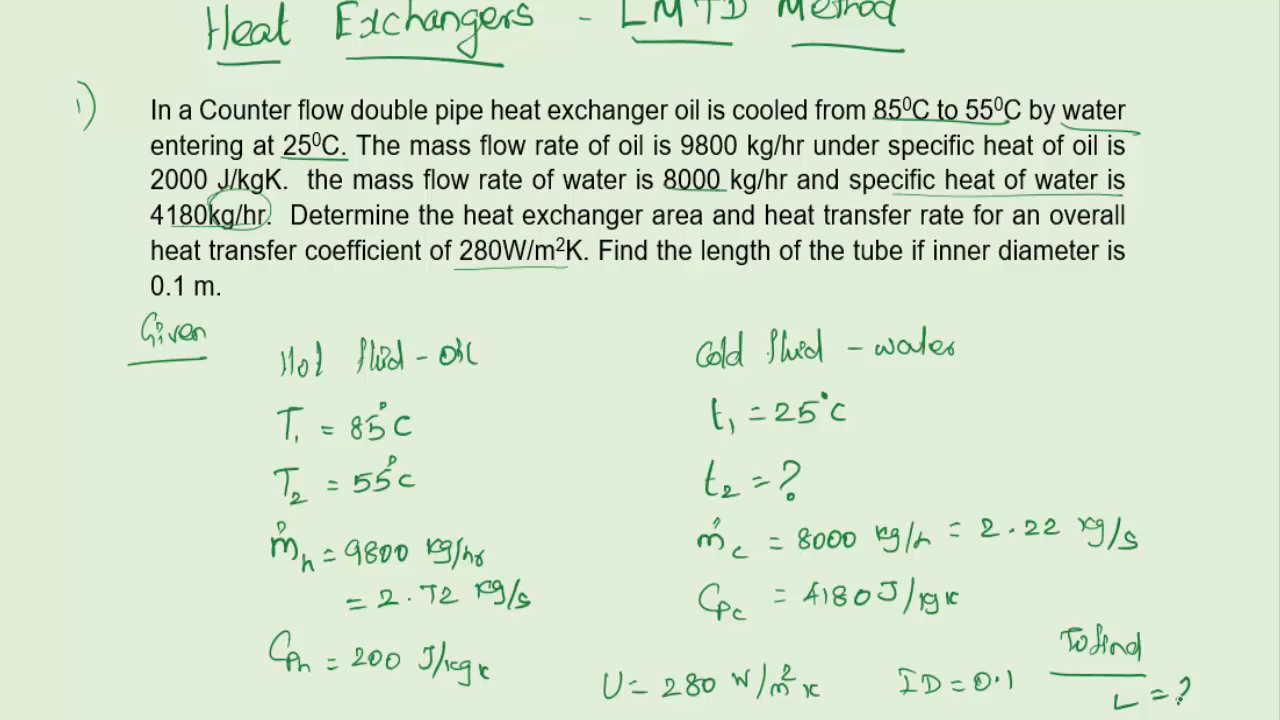 Heat Exchangers - LMTD Method
1)
In a Counter flow double pipe heat exchanger oil is cooled from 85⁰C to 55⁰C by water
entering at 25⁰C. The mass flow rate of oil is 9800 kg/hr under specific heat of oil is
2000 J/kgK. the mass flow rate of water is 8000 kg/hr and specific heat of water is
4180kg/hr. Determine the heat exchanger area and heat transfer rate for an overall
heat transfer coefficient of 280W/m²K. Find the length of the tube if inner diameter is
0.1 m.
Given
Hot fluid - oil
T₁ = 85°C
T₂ = 55°C
ṁₕ = 9800 kg/hr
= 2.72 kg/s
Cₚₕ = 200 J/kgK
Cold fluid - water
t₁ = 25°C
t₂ = ?
ṁc = 8000 kg/h = 2.22 kg/s
Cpc = 4180 J/kgK
U = 280 W/m²K
ID = 0.1
To find
L = ?